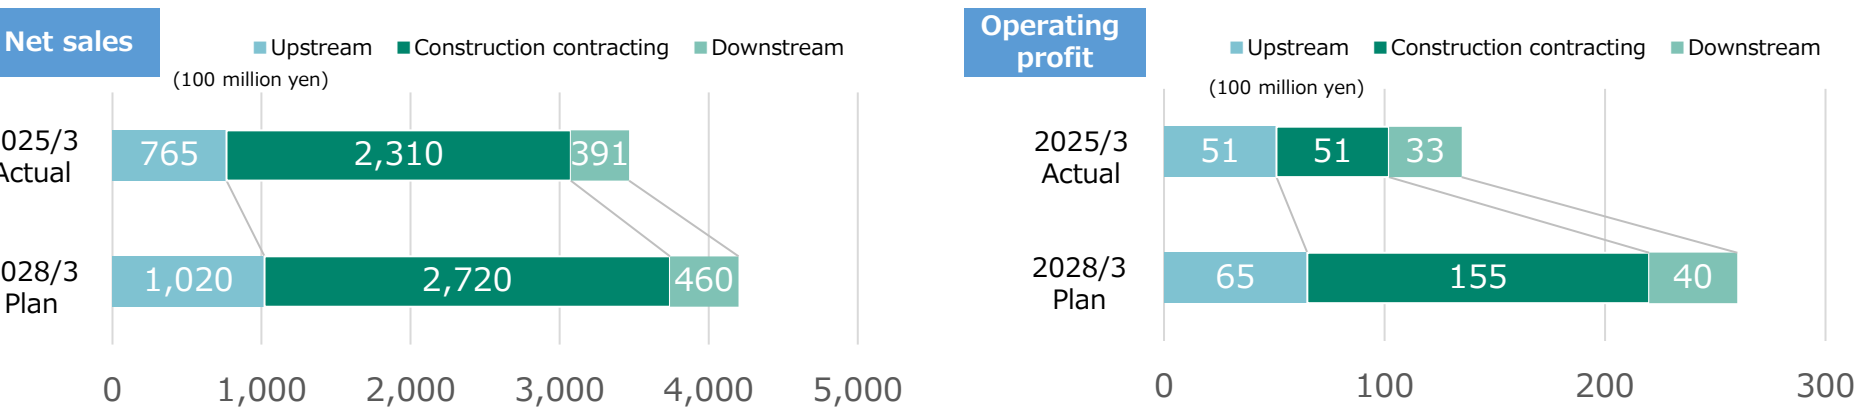 Net sales
Upstream Construction contracting Downstream
(100 million yen)
025/3
Actual
765 2,310 391
028/3
Plan
1,020 2,720 460
0 1,000 2,000 3,000 4,000 5,000
Operating
profit
Upstream Construction contracting Downstream
(100 million yen)
2025/3
Actual
51 51 33
2028/3
Plan
65 155 40
0 100 200 300